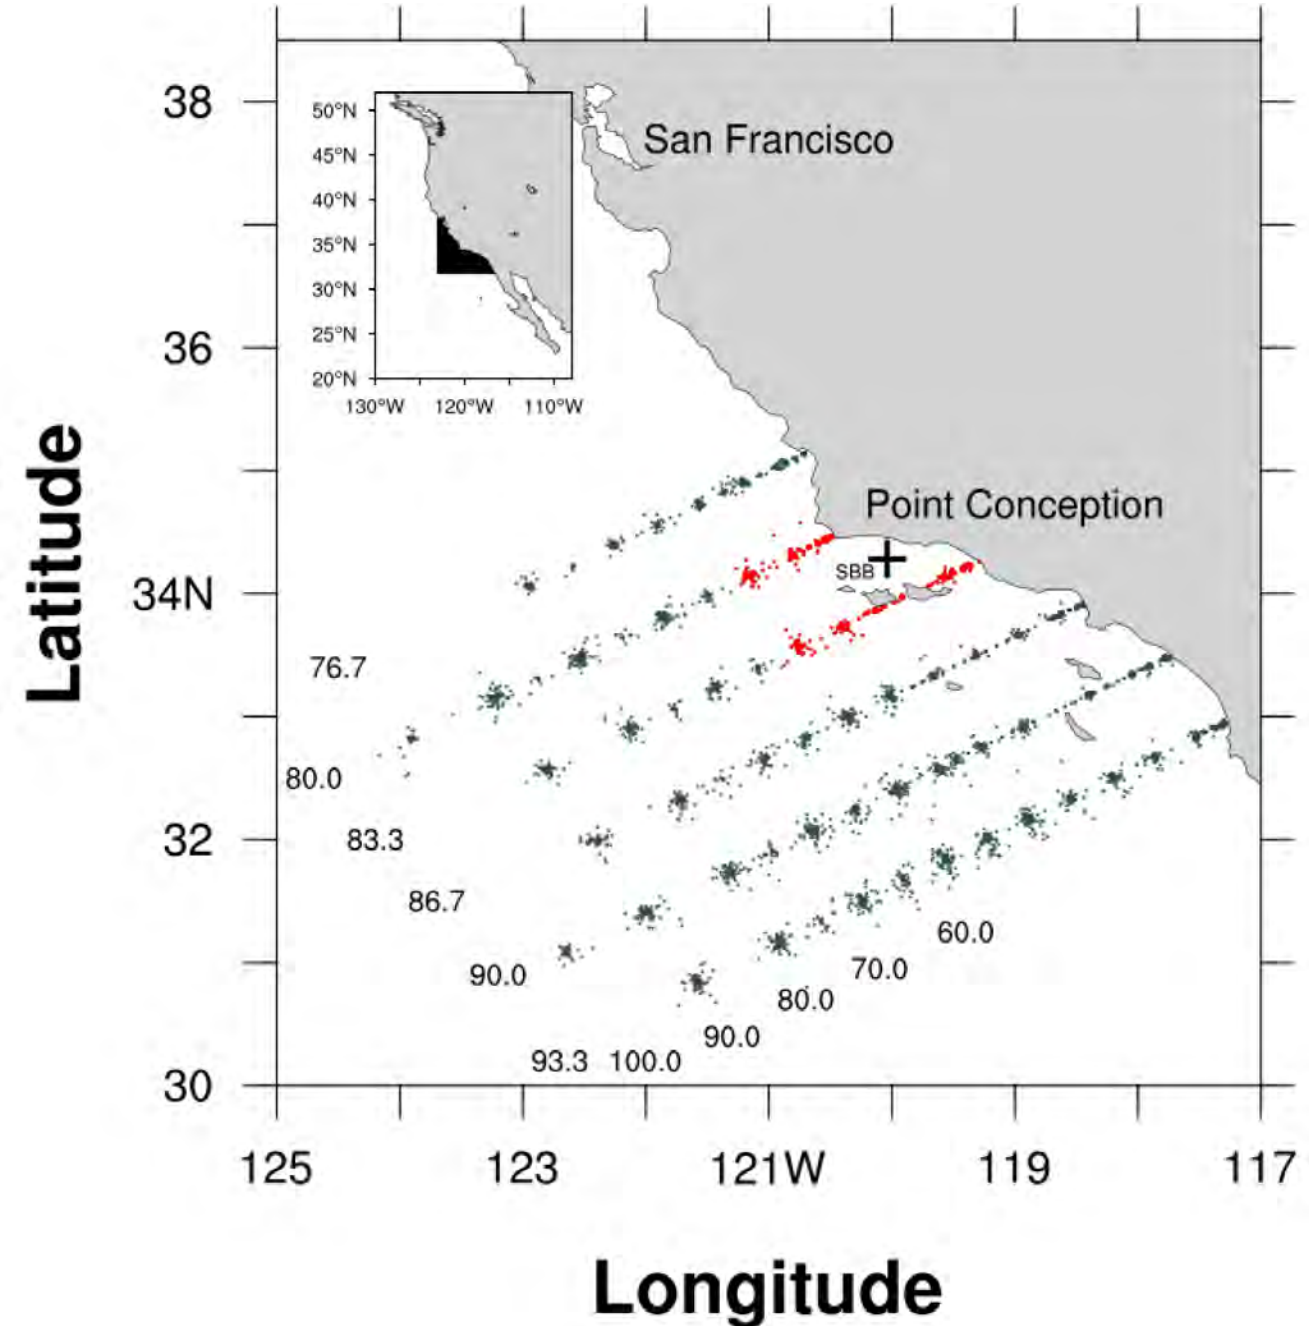 38
50°N
San Francisco
45°N
40°N
36
35°N
30°N
25°N
20°N
130°W 120°W 110°W
Point Conception
SBB
34N
Latitude
76.7
80.0
83.3
32
86.7
60.0
90.0
70.0
80.0
90.0
93.3 100.0
30
125 123 121W 119 117
Longitude